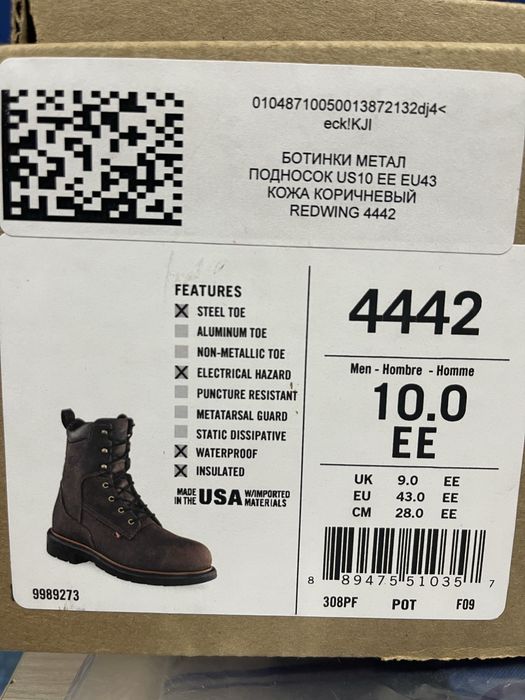 01048710050013872132dj4<
eck!KJI
БОТИНКИ МЕТАЛ
ПОДНОСОК US10 EE EU43
КОЖА КОРИЧНЕВЫЙ
REDWING 4442
FEATURES
STEEL TOE
ALUMINUM TOE
NON-METALLIC TOE
ELECTRICAL HAZARD
PUNCTURE RESISTANT
METATARSAL GUARD
STATIC DISSIPATIVE
WATERPROOF
INSULATED
MADE IN THE USA W/IMPORTED MATERIALS
9989273
4442
Men - Hombre - Homme
10.0
EE
UK 9.0 EE
EU 43.0 EE
CM 28.0 EE
8 89475 51035 7
308PF POT F09